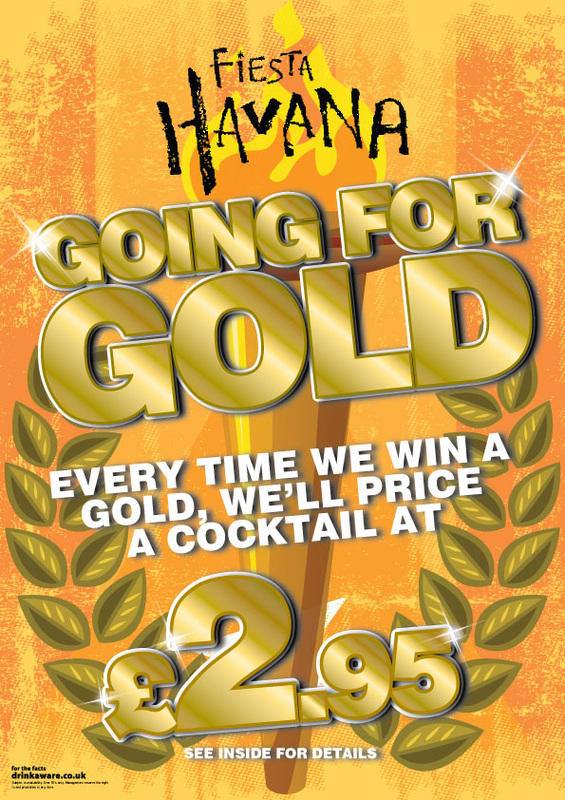 FIESTA
HAVANA
GOING FOR
GOLD
EVERY TIME WE WIN A
GOLD, WE'LL PRICE
A COCKTAIL AT
£2.95
SEE INSIDE FOR DETAILS
for the facts
drinkaware.co.uk